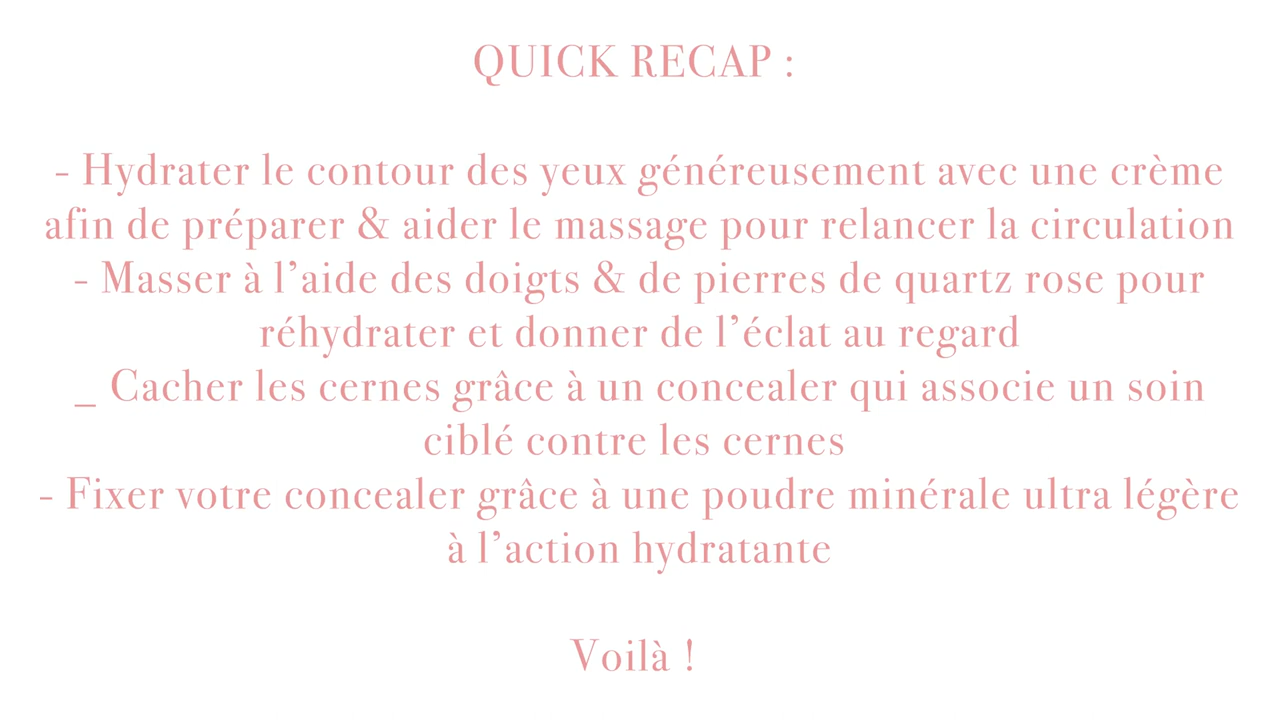 QUICK RECAP :
- Hydrater le contour des yeux généreusement avec une crème
afin de préparer & aider le massage pour relancer la circulation
- Masser à l’aide des doigts & de pierres de quartz rose pour
réhydrater et donner de l’éclat au regard
_ Cacher les cernes grâce à un concealer qui associe un soin
ciblé contre les cernes
- Fixer votre concealer grâce à une poudre minérale ultra légère
à l’action hydratante
Voilà !